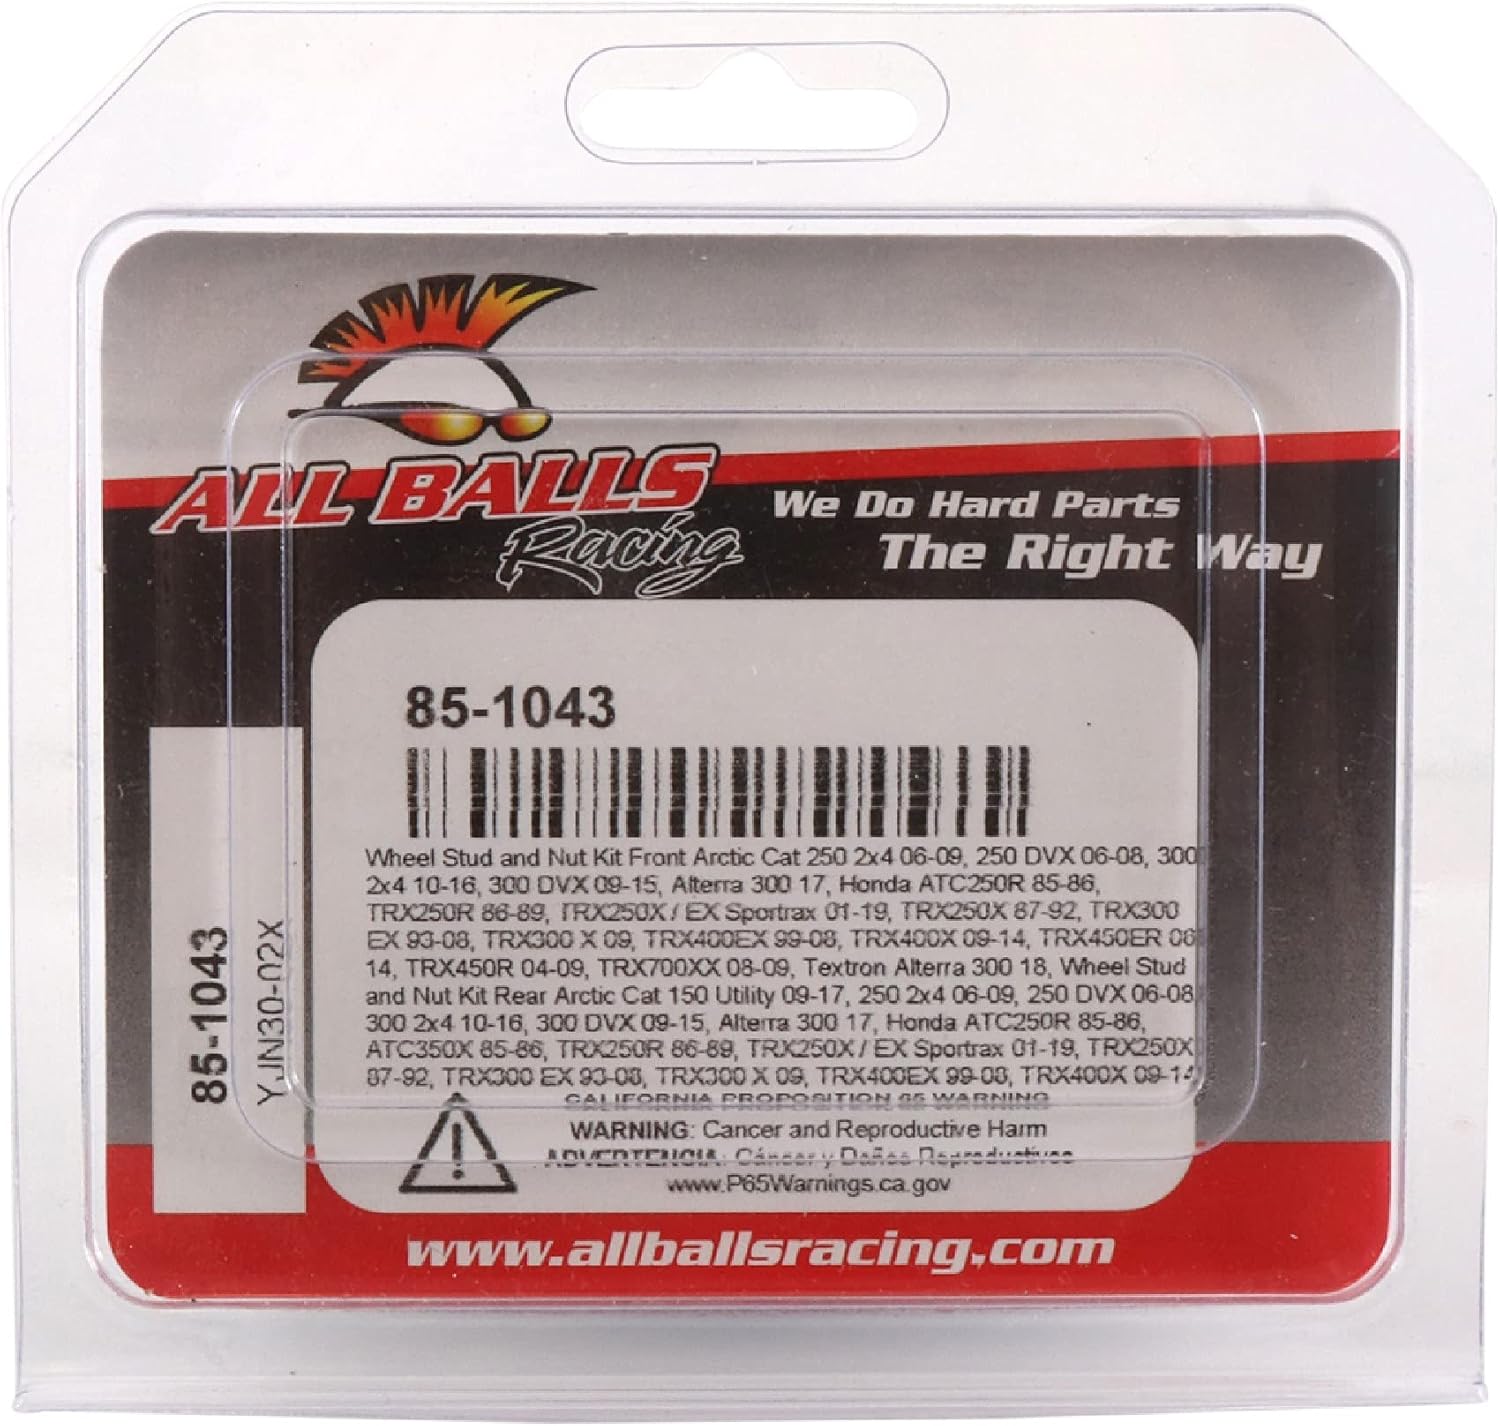 ALL BALLS
Racing
We Do Hard Parts
The Right Way
85-1043
Wheel Stud and Nut Kit Front Arctic Cat 250 2x4 06-09, 250 DVX 06-08, 300
2x4 10-16, 300 DVX 09-15, Alterra 300 17, Honda ATC250R 85-86,
TRX250R 86-89, TRX250X / EX Sportrax 01-19, TRX250X 87-92, TRX300
EX 93-08, TRX300 X 09, TRX400EX 99-08, TRX400X 09-14, TRX450ER 06
14, TRX450R 04-09, TRX700XX 08-09, Textron Alterra 300 18, Wheel Stud
and Nut Kit Rear Arctic Cat 150 Utility 09-17, 250 2x4 06-09, 250 DVX 06-08,
300 2x4 10-16, 300 DVX 09-15, Alterra 300 17, Honda ATC250R 85-86,
ATC350X 85-86, TRX250R 86-89, TRX250X / EX Sportrax 01-19, TRX250X
87-92, TRX300 EX 93-08, TRX300 X 09, TRX400EX 99-08, TRX400X 09-14
CALIFORNIA PROPOSITION 65 WARNING
WARNING: Cancer and Reproductive Harm
ADVERTENCIA: Cáncer y Daños Reproductivos
www.P65Warnings.ca.gov
85-1043
YJN30-02X
www.allballsracing.com